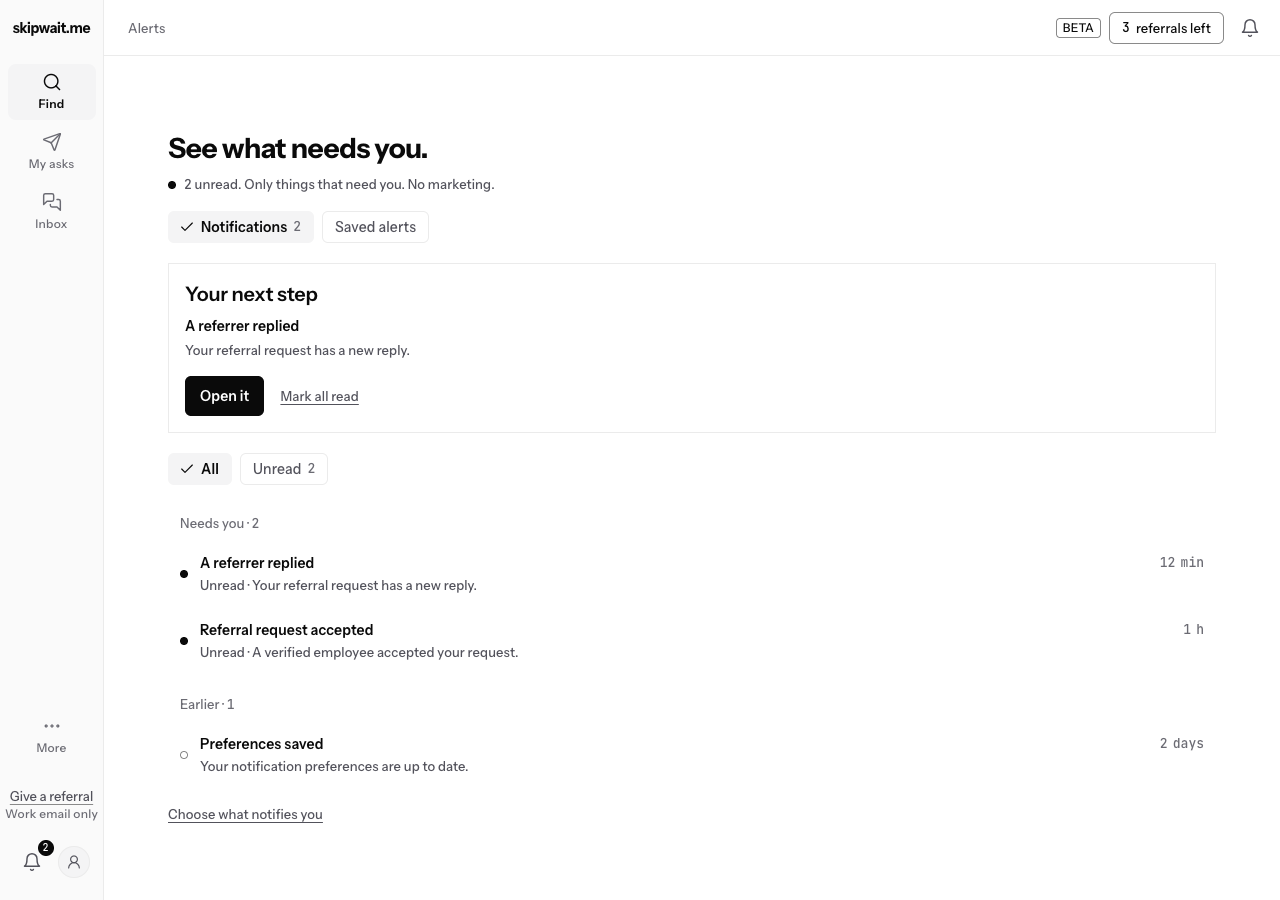 skipwait.me
Alerts
BETA
3 referrals left
Find
My asks
Inbox
See what needs you.
2 unread. Only things that need you. No marketing.
Notifications 2
Saved alerts
Your next step
A referrer replied
Your referral request has a new reply.
Open it
Mark all read
All
Unread 2
Needs you · 2
A referrer replied
12 min
Unread · Your referral request has a new reply.
Referral request accepted
1 h
Unread · A verified employee accepted your request.
Earlier · 1
Preferences saved
2 days
Your notification preferences are up to date.
Choose what notifies you
More
Give a referral
Work email only
2